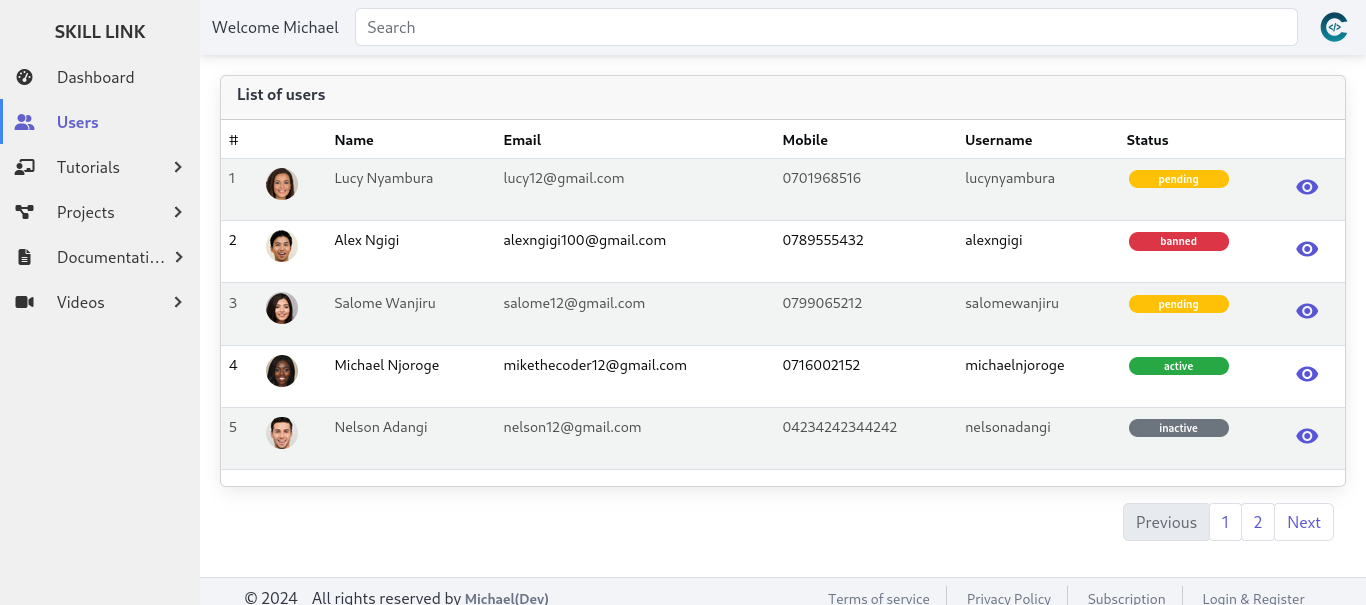 SKILL LINK
Dashboard
Users
Tutorials
Projects
Documentati...
Videos
Welcome Michael
Search
</>
List of users
# Name Email Mobile Username Status
1 Lucy Nyambura lucy12@gmail.com 0701968516 lucynyambura pending
2 Alex Ngigi alexngigi100@gmail.com 0789555432 alexngigi banned
3 Salome Wanjiru salome12@gmail.com 0799065212 salomewanjiru pending
4 Michael Njoroge mikethecoder12@gmail.com 0716002152 michaelnjoroge active
5 Nelson Adangi nelson12@gmail.com 04234242344242 nelsonadangi inactive
Previous 1 2 Next
© 2024 All rights reserved by Michael(Dev) Terms of service Privacy Policy Subscription Login & Register